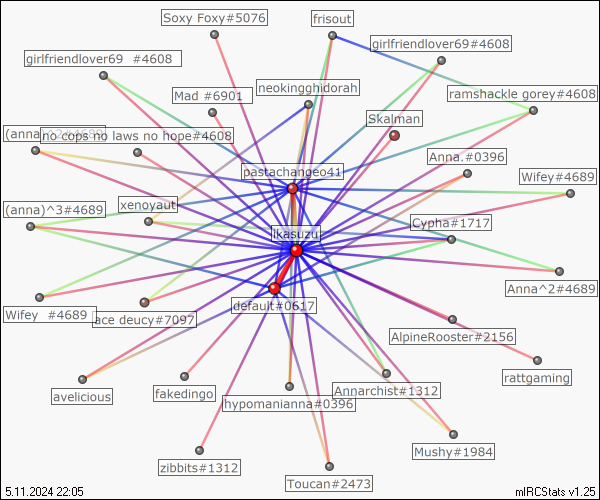 Soxy Foxy#5076
frisout
girlfriendlover69 #4608
girlfriendlover69#4608
neokingghidorah
Mad #6901
ramshackle gorey#4608
Skalman
(anna)^2#4689
no cops no laws no hope#4608
Anna.#0396
pastachangeo41
Wifey#4689
(anna)^3#4689
xenoyaut
Cypha#1717
ikasuzu
Anna^2#4689
default#0617
Wifey #4689
ace deucy#7097
AlpineRooster#2156
rattgaming
avelicious
fakedingo
Annarchist#1312
hypomanianna#0396
Mushy#1984
zibbits#1312
Toucan#2473
5.11.2024 22:05
mIRCStats v1.25